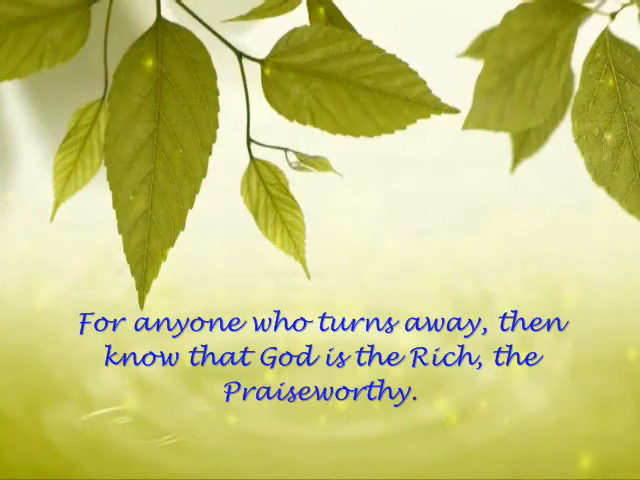 For anyone who turns away, then
know that God is the Rich, the
Praiseworthy.